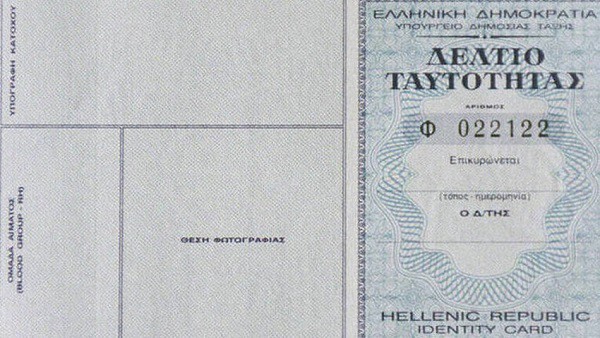 ΥΠΟΓΡΑΦΗ ΚΑΤΟΧΟΥ
ΟΜΑΔΑ ΑΙΜΑΤΟΣ
(BLOOD GROUP - RH)
ΘΕΣΗ ΦΩΤΟΓΡΑΦΙΑΣ
ΕΛΛΗΝΙΚΗ ΔΗΜΟΚΡΑΤΙΑ
ΥΠΟΥΡΓΕΙΟ ΔΗΜΟΣΙΑΣ ΤΑΞΗΣ
ΔΕΛΤΙΟ
ΤΑΥΤΟΤΗΤΑΣ
ΑΡΙΘΜΟΣ
Φ 022122
Επικυρώνεται
(τόπος - ημερομηνία)
Ο Δ/ΤΗΣ
HELLENIC REPUBLIC
IDENTITY CARD